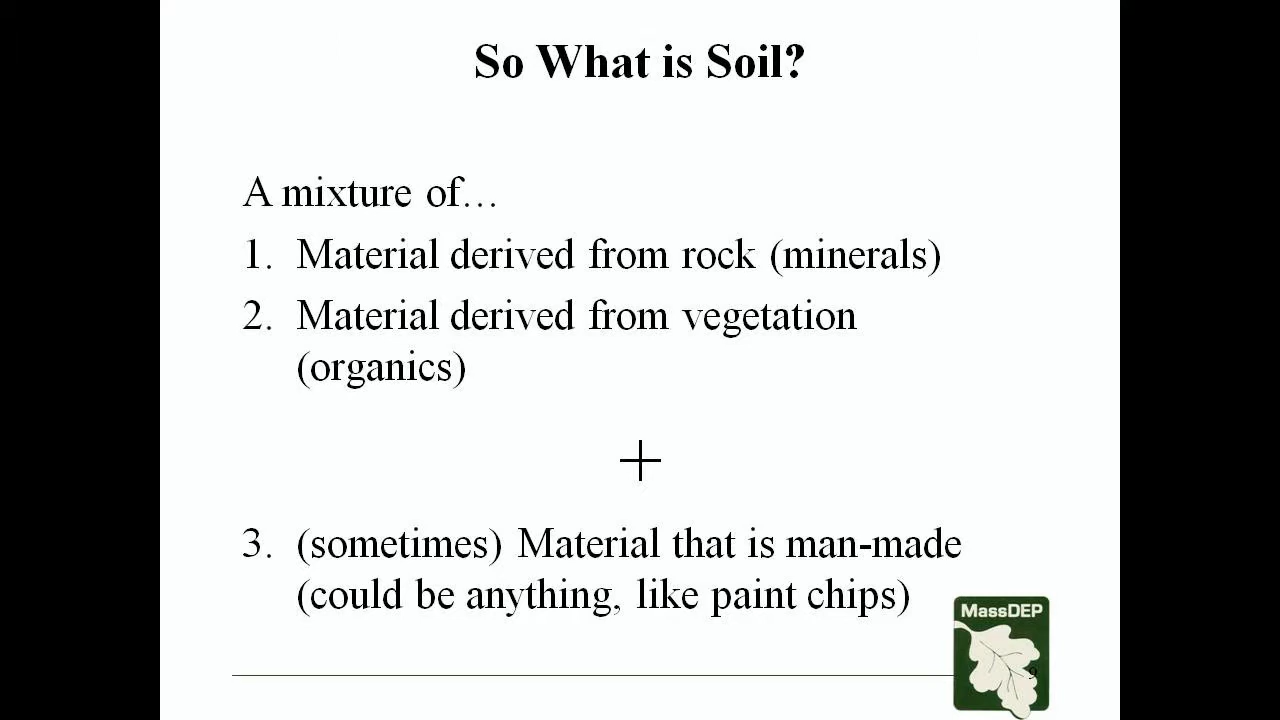 So What is Soil?
A mixture of…
1. Material derived from rock (minerals)
2. Material derived from vegetation
(organics)
+
3. (sometimes) Material that is man-made
(could be anything, like paint chips)
MassDEP
9